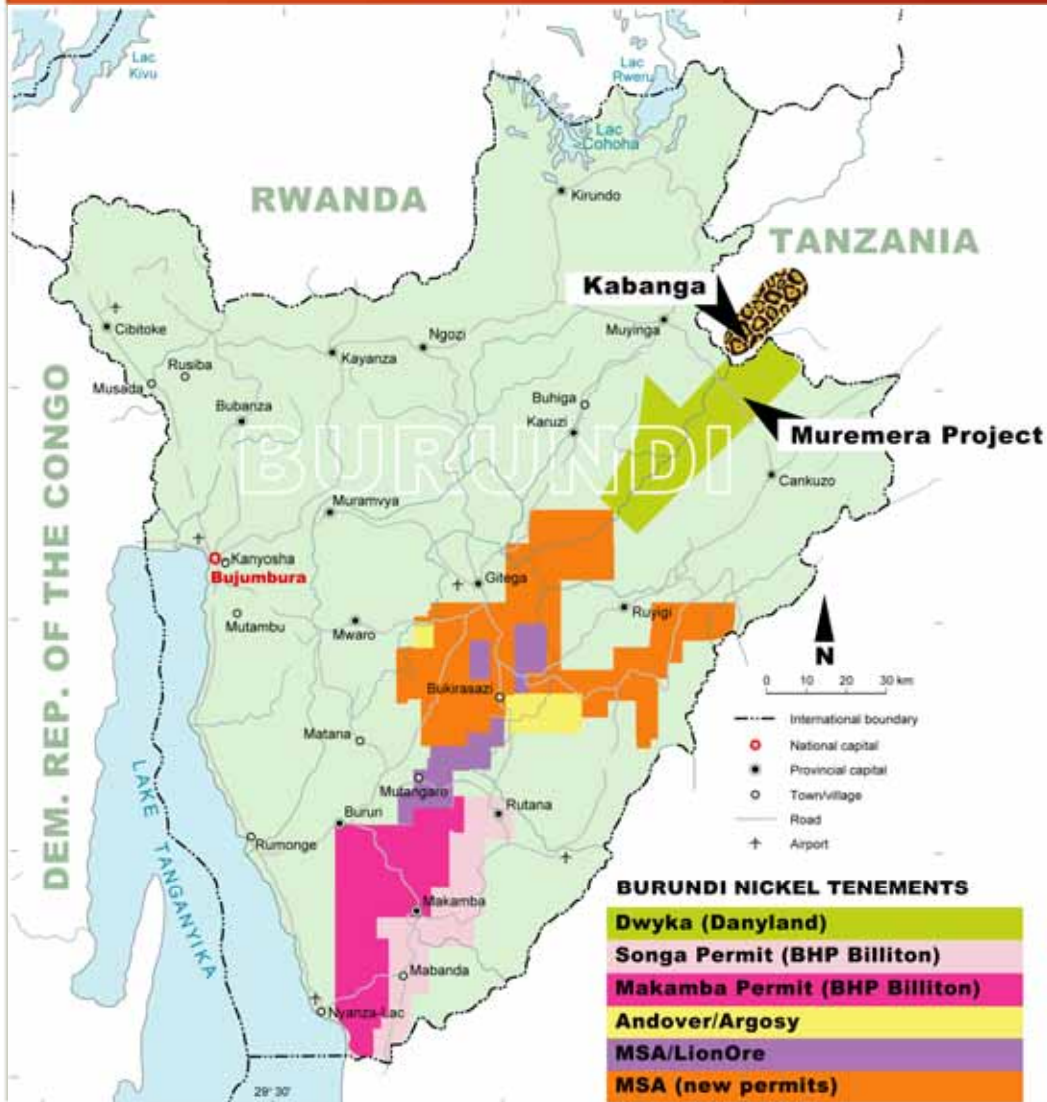 Lac
Kivu
Lac
Rweru
Lac
Cohoha
Kirundo
RWANDA
TANZANIA
Kabanga
Muyinga
Cibitoke
Ngozi
Kayanza
Rusiba
Musada
Buhiga
Bubanza
Karuzi
Muremera Project
BURUNDI
Cankuzo
DEM. REP. OF THE CONGO
Muramvya
Kanyosha
Bujumbura
Gitega
Ruyigi
Mutambu
Mwaro
N
0 10 20 30 km
Bukirasazi
International boundary
Matana
National capital
Provincial capital
Mutangaro
Town/village
LAKE TANGANYIKA
Bururi
Rutana
Road
Rumonge
Airport
BURUNDI NICKEL TENEMENTS
Dwyka (Danyland)
Makamba
Songa Permit (BHP Billiton)
Mabanda
Makamba Permit (BHP Billiton)
Nyanza-Lac
Andover/Argosy
MSA/LionOre
29° 30'
MSA (new permits)